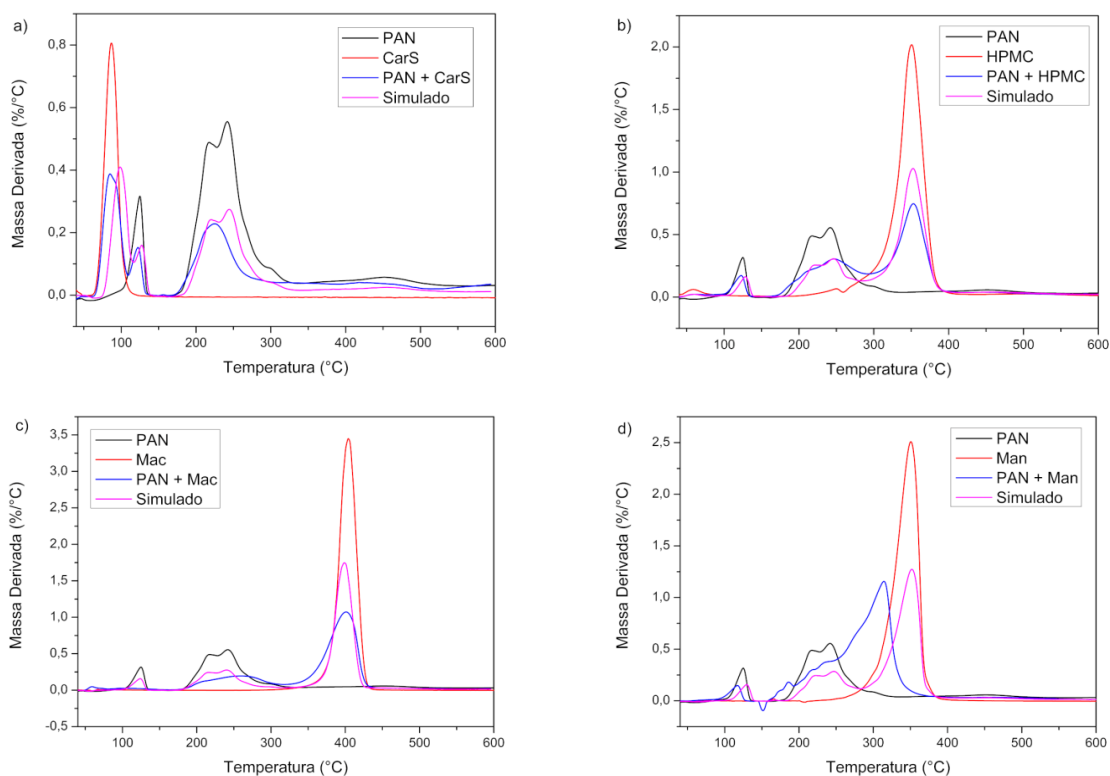 a)
PAN
CarS
PAN + CarS
Simulado
Massa Derivada (%/°C)
0,8
0,6
0,4
0,2
0,0
100 200 300 400 500 600
Temperatura (°C)
b)
PAN
HPMC
PAN + HPMC
Simulado
Massa Derivada (%/°C)
2,0
1,5
1,0
0,5
0,0
100 200 300 400 500 600
Temperatura (°C)
c)
PAN
Mac
PAN + Mac
Simulado
Massa Derivada (%/°C)
3,5
3,0
2,5
2,0
1,5
1,0
0,5
0,0
-0,5
100 200 300 400 500 600
Temperatura (°C)
d)
PAN
Man
PAN + Man
Simulado
Massa Derivada (%/°C)
2,5
2,0
1,5
1,0
0,5
0,0
100 200 300 400 500 600
Temperatura (°C)